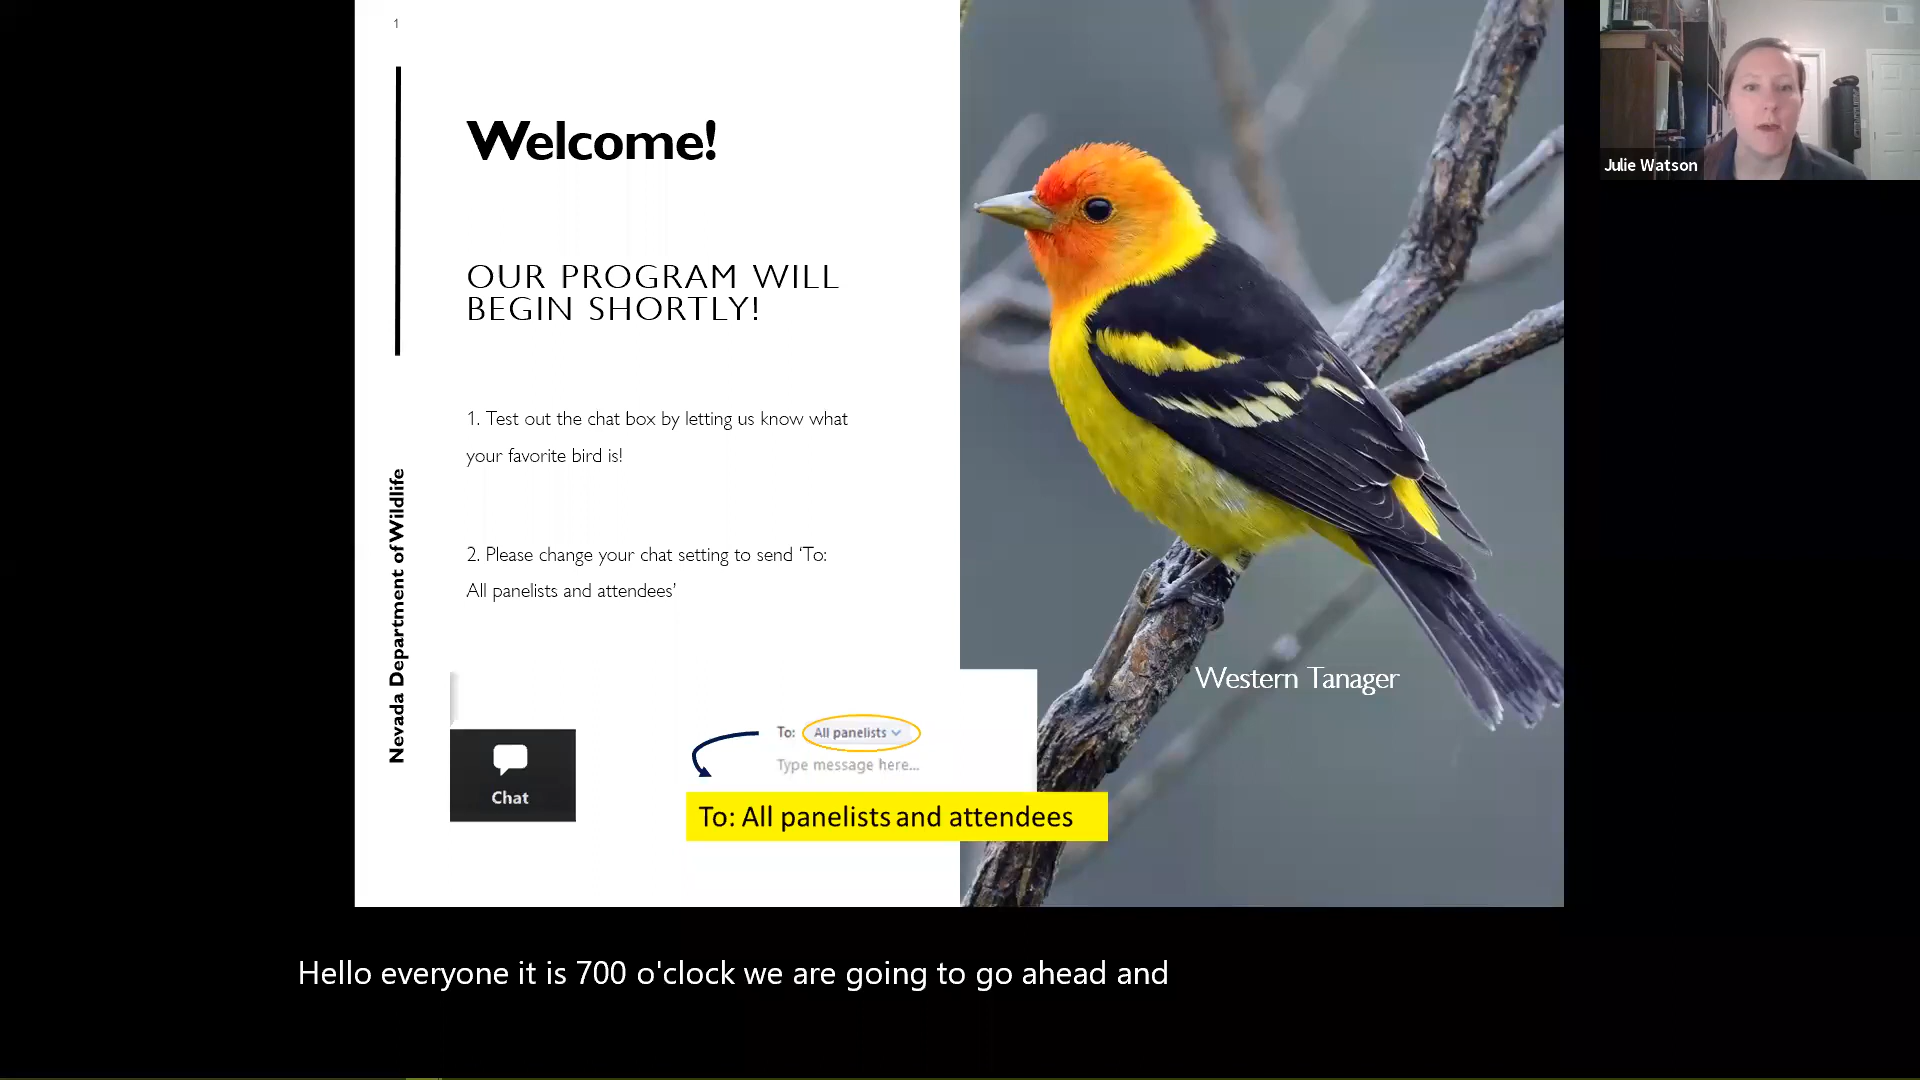 1
Welcome!
OUR PROGRAM WILL
BEGIN SHORTLY!
1. Test out the chat box by letting us know what
your favorite bird is!
2. Please change your chat setting to send ‘To:
All panelists and attendees’
Nevada Department of Wildlife
Chat
To: All panelists
Type message here...
To: All panelists and attendees
Western Tanager
Julie Watson
Hello everyone it is 700 o'clock we are going to go ahead and